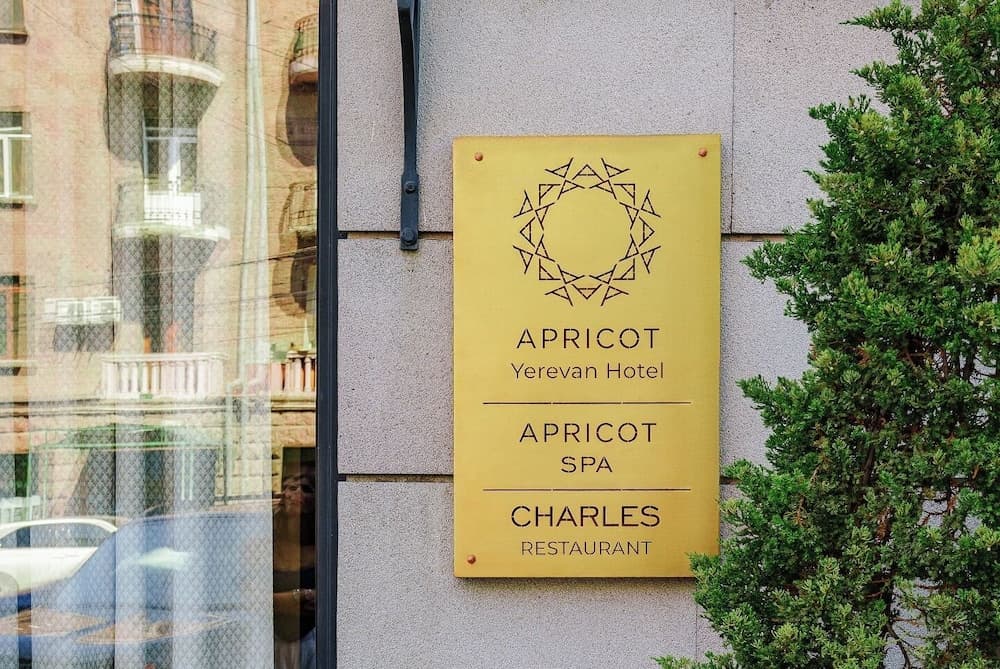 APRICOT
Yerevan Hotel
APRICOT
SPA
CHARLES
RESTAURANT